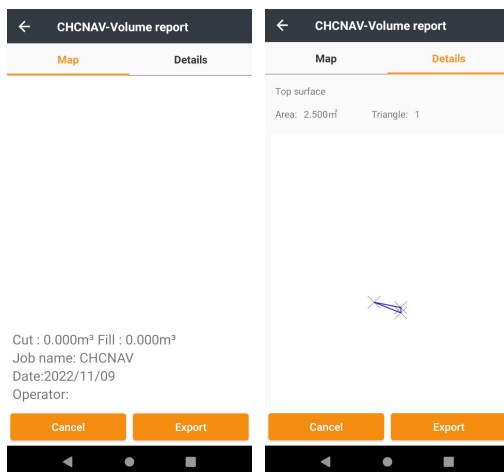 CHCNAV-Volume report
Map Details
Cut : 0.000m³ Fill : 0.000m³
Job name: CHCNAV
Date:2022/11/09
Operator:
Cancel Export
CHCNAV-Volume report
Map Details
Top surface
Area: 2.500㎡ Triangle: 1
Cancel Export